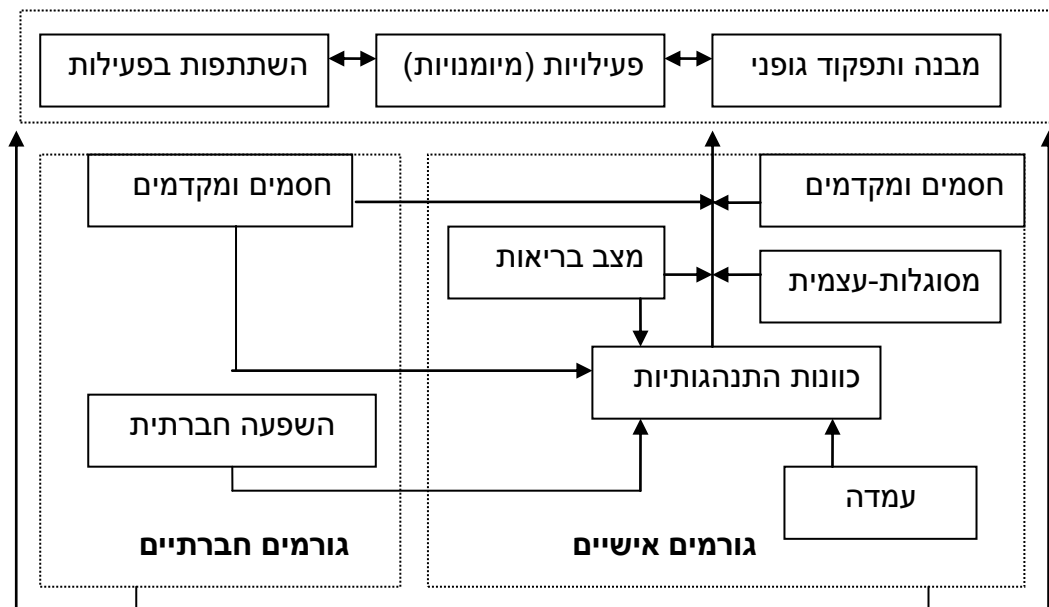 מבנה ותפקוד גופני
פעילויות (מיומנויות)
השתתפות בפעילות
חסמים ומקדמים
חסמים ומקדמים
מצב בריאות
מסוגלות-עצמית
כוונות התנהגותיות
השפעה חברתית
עמדה
גורמים אישיים
גורמים חברתיים